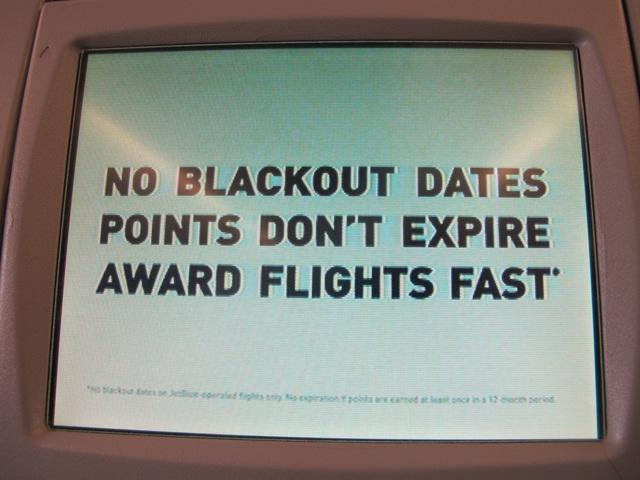 NO BLACKOUT DATES
POINTS DON'T EXPIRE
AWARD FLIGHTS FAST*
*No blackout dates on JetBlue-operated flights only. No expiration if points are earned at least once in a 12-month period.